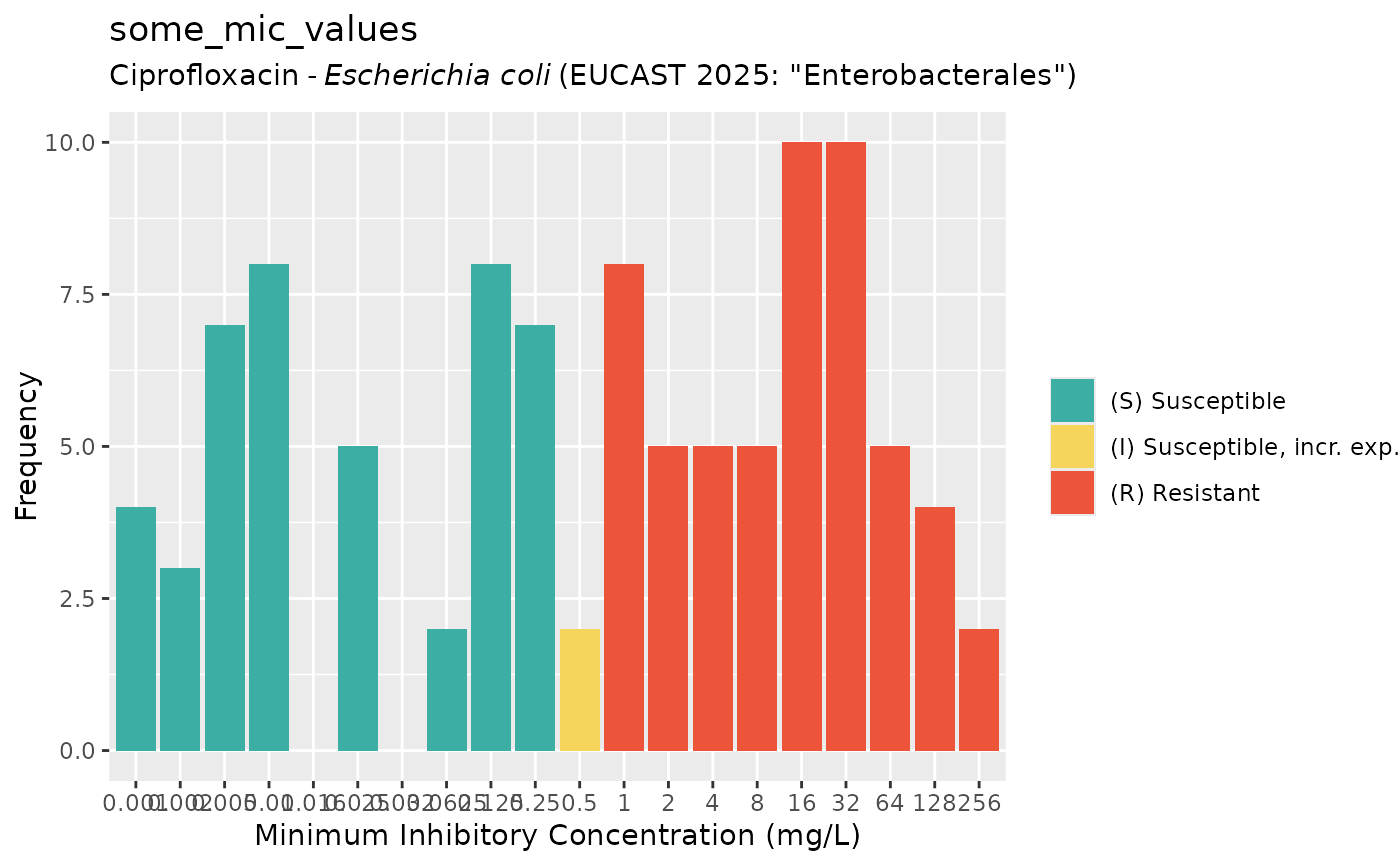 some_mic_values
Ciprofloxacin - Escherichia coli (EUCAST 2025: "Enterobacterales")
10.0
7.5
5.0
2.5
0.0
Frequency
0.5 1 2 4 8 16 32 64 128 256
Minimum Inhibitory Concentration (mg/L)
(S) Susceptible
(I) Susceptible, incr. exp.
(R) Resistant